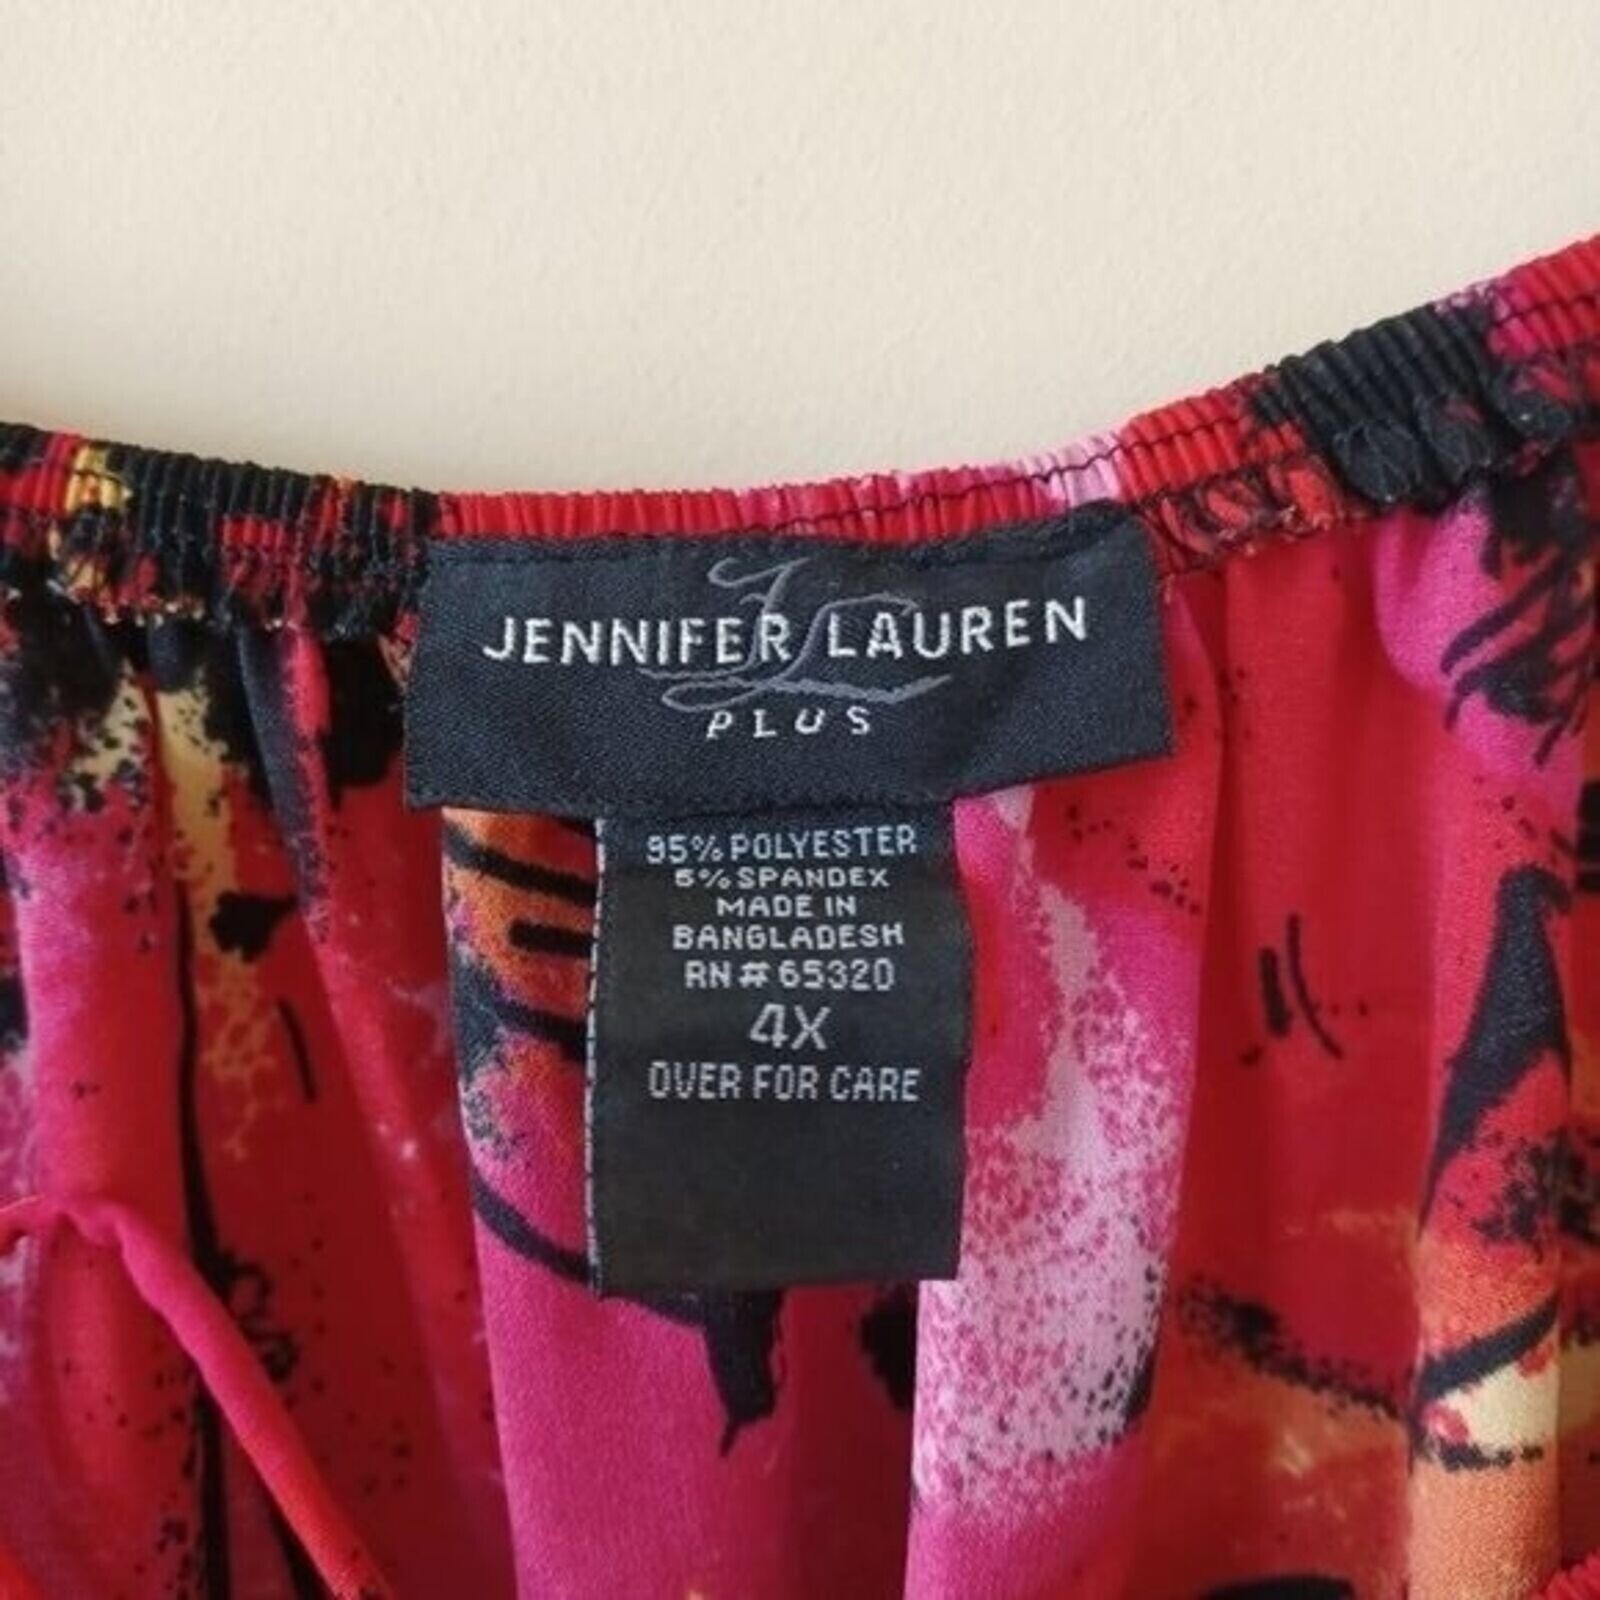 JENNIFER LAUREN
PLUS
95% POLYESTER
5% SPANDEX
MADE IN
BANGLADESH
RN # 65320
4X
OVER FOR CARE